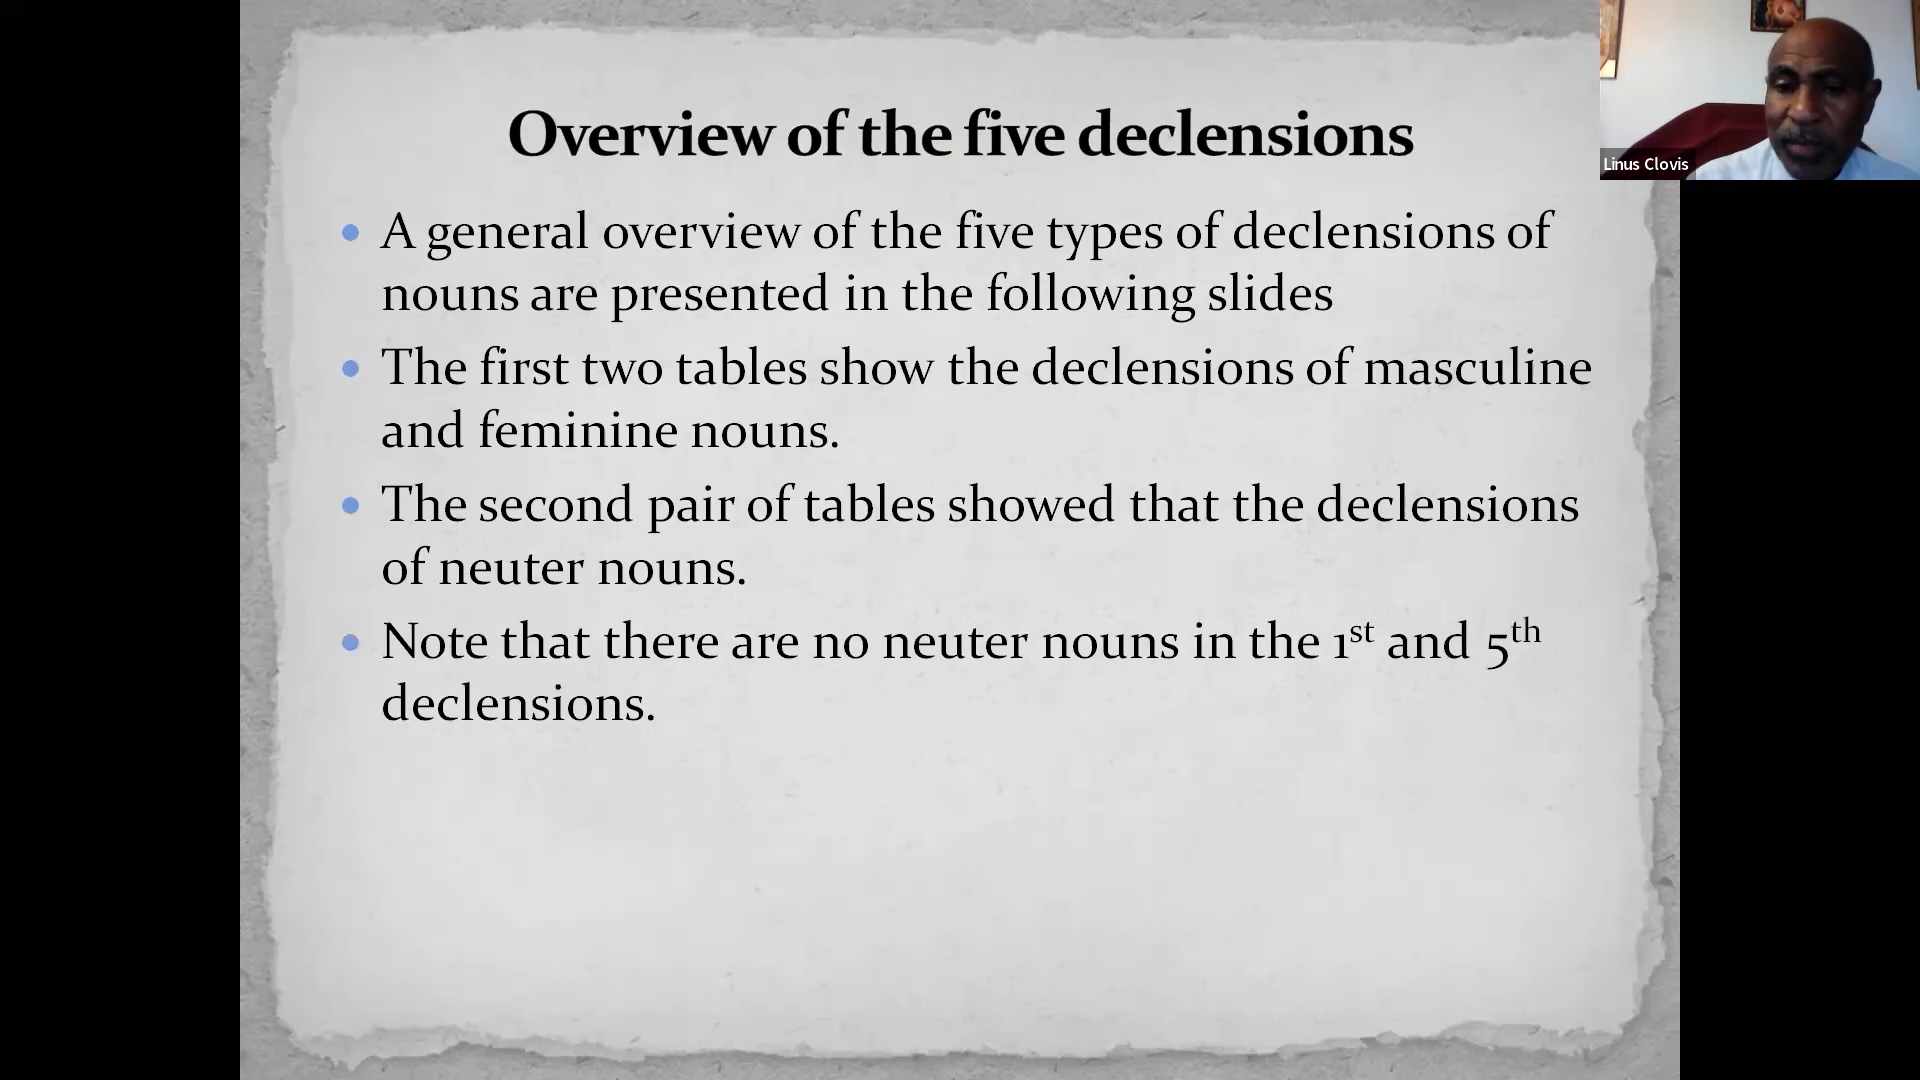 Overview of the five declensions
Linus Clovis
• A general overview of the five types of declensions of
nouns are presented in the following slides
• The first two tables show the declensions of masculine
and feminine nouns.
• The second pair of tables showed that the declensions
of neuter nouns.
• Note that there are no neuter nouns in the 1st and 5th
declensions.